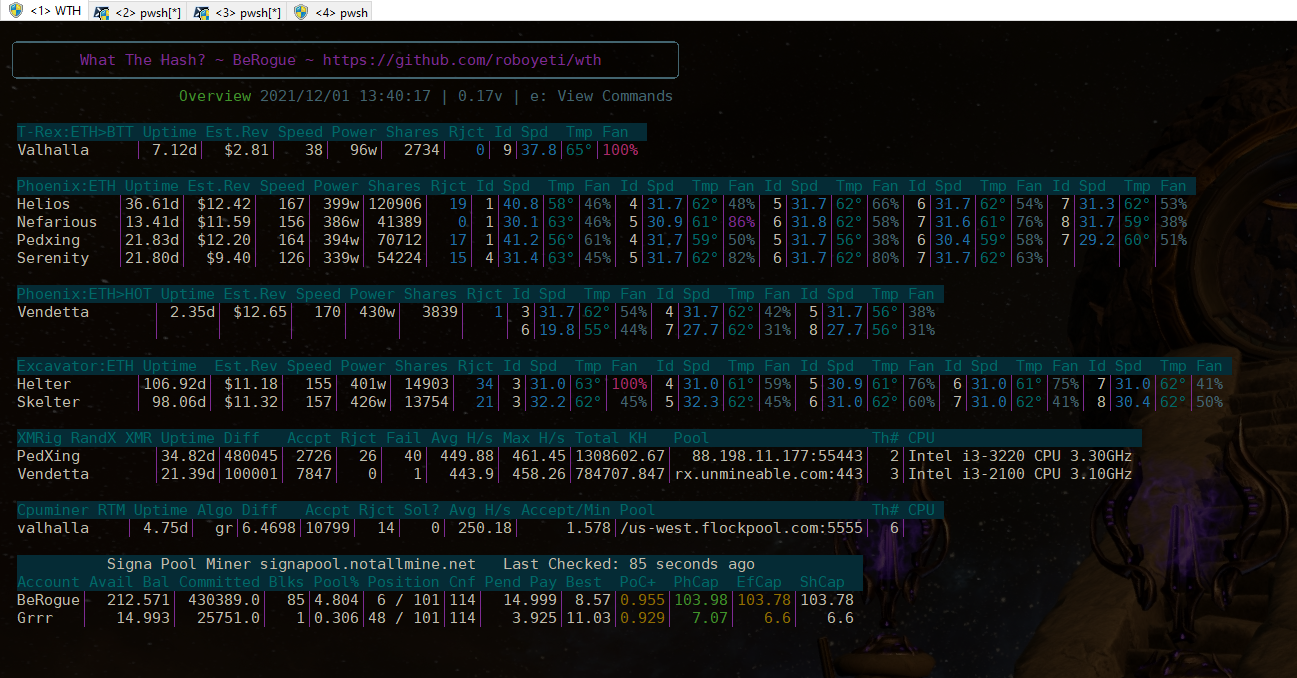 <1> WTH <2> pwsh[*] <3> pwsh[*] <4> pwsh
What The Hash? ~ BeRogue ~ https://github.com/roboyeti/wth
Overview 2021/12/01 13:40:17 | 0.17v | e: View Commands
T-Rex:ETH>BTT Uptime Est.Rev Speed Power Shares Rjct Id Spd Tmp Fan
Valhalla 7.12d $2.81 38 96w 2734 0 9 37.8 65° 100%
Phoenix:ETH Uptime Est.Rev Speed Power Shares Rjct Id Spd Tmp Fan Id Spd Tmp Fan Id Spd Tmp Fan Id Spd Tmp Fan Id Spd Tmp Fan
Helios 36.61d $12.42 167 399w 120906 19 1 40.8 58° 46% 4 31.7 62° 48% 5 31.7 62° 66% 6 31.7 62° 54% 7 31.3 62° 53%
Nefarious 13.41d $11.59 156 386w 41389 0 1 30.1 63° 46% 5 30.9 61° 86% 6 31.8 62° 58% 7 31.6 61° 76% 8 31.7 59° 38%
Pedxing 21.83d $12.20 164 394w 70712 17 1 41.2 56° 61% 4 31.7 59° 50% 5 31.7 56° 38% 6 30.4 59° 58% 7 29.2 60° 51%
Serenity 21.80d $9.40 126 339w 54224 15 4 31.4 63° 45% 5 31.7 62° 82% 6 31.7 62° 80% 7 31.7 62° 63%
Phoenix:ETH>HOT Uptime Est.Rev Speed Power Shares Rjct Id Spd Tmp Fan Id Spd Tmp Fan Id Spd Tmp Fan
Vendetta 2.35d $12.65 170 430w 3839 1 3 31.7 62° 54% 4 31.7 62° 42% 5 31.7 56° 38%
6 19.8 55° 44% 7 27.7 62° 31% 8 27.7 56° 31%
Excavator:ETH Uptime Est.Rev Speed Power Shares Rjct Id Spd Tmp Fan Id Spd Tmp Fan Id Spd Tmp Fan Id Spd Tmp Fan Id Spd Tmp Fan
Helter 106.92d $11.18 155 401w 14903 34 3 31.0 63° 100% 4 31.0 61° 59% 5 30.9 61° 76% 6 31.0 61° 75% 7 31.0 62° 41%
Skelter 98.06d $11.32 157 426w 13754 21 3 32.2 62° 45% 5 32.3 62° 45% 6 31.0 62° 60% 7 31.0 62° 41% 8 30.4 62° 50%
XMRig RandX XMR Uptime Diff Accpt Rjct Fail Avg H/s Max H/s Total KH Pool Th# CPU
PedXing 34.82d 480045 2726 26 40 449.88 461.45 1308602.67 88.198.11.177:55443 2 Intel i3-3220 CPU 3.30GHz
Vendetta 21.39d 100001 7847 0 1 443.9 458.26 784707.847 rx.unmineable.com:443 3 Intel i3-2100 CPU 3.10GHz
Cpuminer RTM Uptime Algo Diff Accpt Rjct Sol? Avg H/s Accept/Min Pool Th# CPU
valhalla 4.75d gr 6.4698 10799 14 0 250.18 1.578 /us-west.flockpool.com:5555 6
Signa Pool Miner signapool.notallmine.net Last Checked: 85 seconds ago
Account Avail Bal Committed Blks Pool% Position Cnf Pend Pay Best PoC+ PhCap EfCap ShCap
BeRogue 212.571 430389.0 85 4.804 6 / 101 114 14.999 8.57 0.955 103.98 103.78 103.78
Grrr 14.993 25751.0 1 0.306 48 / 101 114 3.925 11.03 0.929 7.07 6.6 6.6